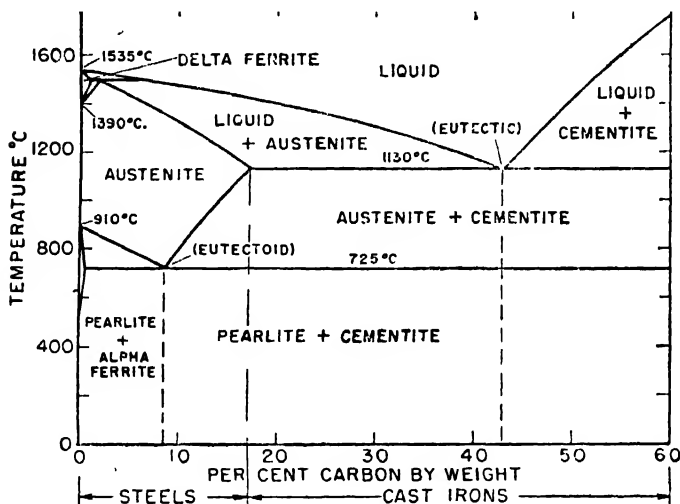 1600
1200
800
400
0
TEMPERATURE °C
1535°C
DELTA FERRITE
LIQUID
1390°C.
LIQUID
+ AUSTENITE
(EUTECTIC)
LIQUID
+
CEMENTITE
1130°C
AUSTENITE
910°C
AUSTENITE + CEMENTITE
(EUTECTOID)
725°C
PEARLITE
+
ALPHA
FERRITE
PEARLITE + CEMENTITE
0 10 20 30 40 50 60
PER CENT CARBON BY WEIGHT
STEELS
CAST IRONS